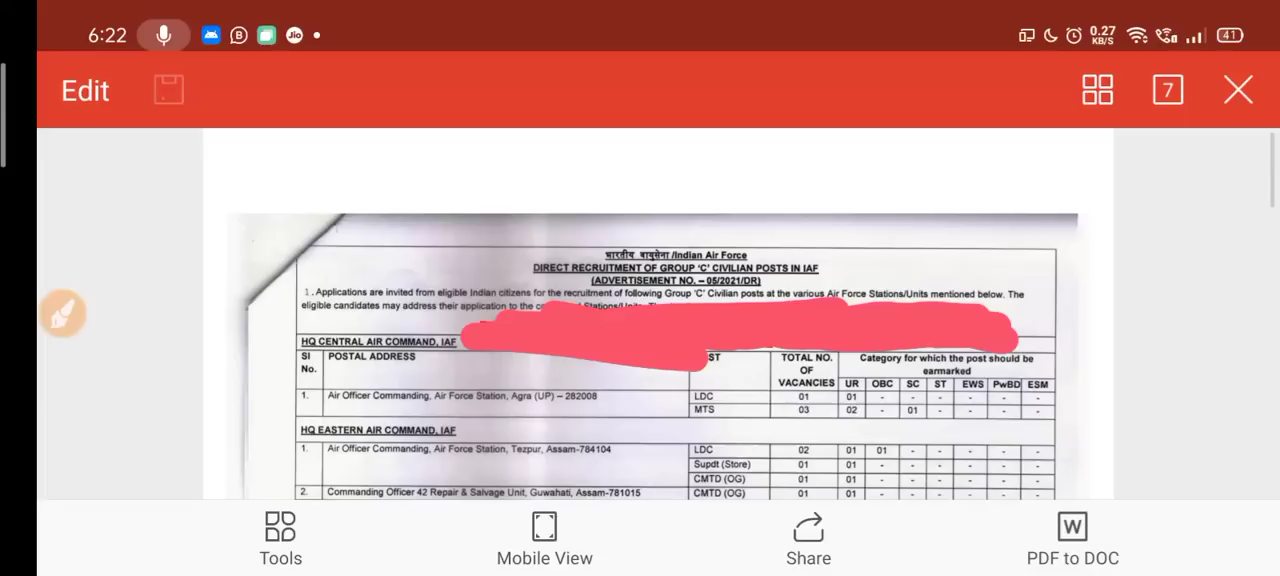 6:22
B
Jio
0.27
KB/S
41
Edit
7
भारतीय वायुसेना /Indian Air Force
DIRECT RECRUITMENT OF GROUP 'C' CIVILIAN POSTS IN IAF
(ADVERTISEMENT NO. – 05/2021/DR)
1. Applications are invited from eligible Indian citizens for the recruitment of following Group 'C' Civilian posts at the various Air Force Stations/Units mentioned below. The
eligible candidates may address their application to the
HQ CENTRAL AIR COMMAND, IAF
Sl No. POSTAL ADDRESS ST TOTAL NO. OF VACANCIES Category for which the post should be earmarked
UR OBC SC ST EWS PwBD ESM
1. Air Officer Commanding, Air Force Station, Agra (UP) – 282008 LDC 01 01 - - - - - -
MTS 03 02 - 01 - - - -
HQ EASTERN AIR COMMAND, IAF
1. Air Officer Commanding, Air Force Station, Tezpur, Assam-784104 LDC 02 01 01 - - - - -
Supdt (Store) 01 01 - - - - - -
CMTD (OG) 01 01 - - - - - -
2. Commanding Officer 42 Repair & Salvage Unit, Guwahati, Assam-781015 CMTD (OG) 01 01 - - - - - -
Tools
Mobile View
Share
W
PDF to DOC